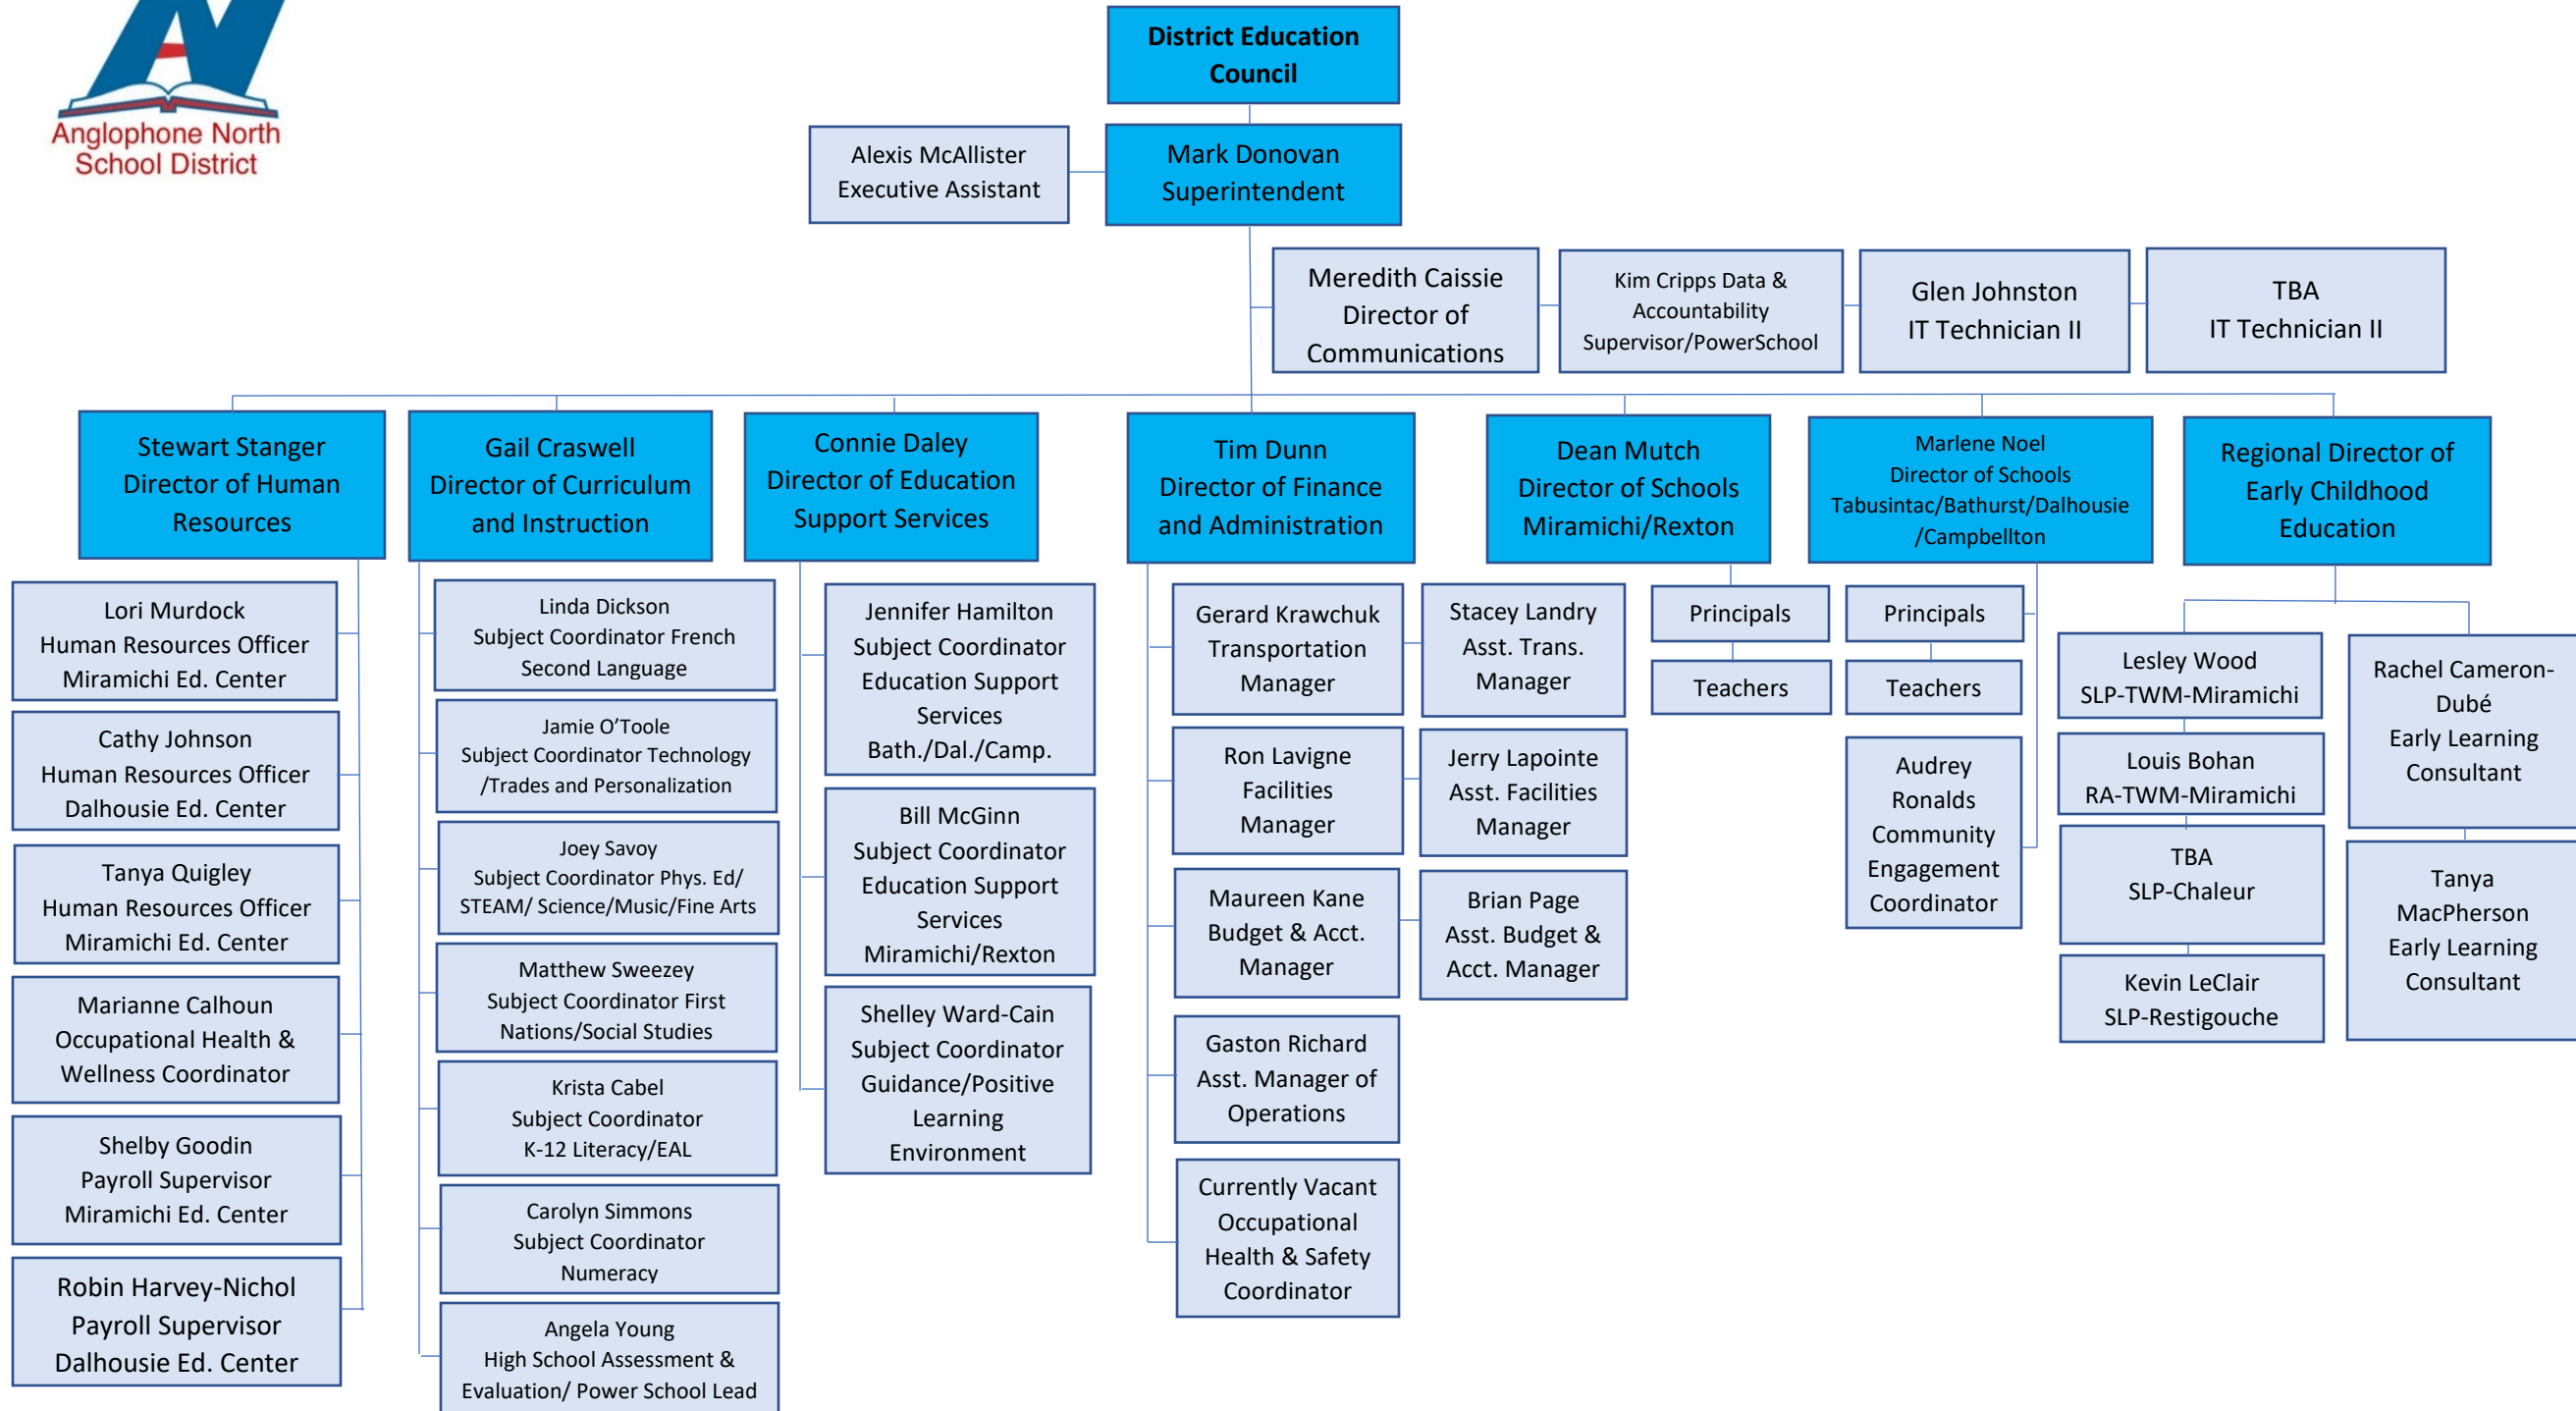 Anglophone North
School District
District Education
Council
Alexis McAllister
Executive Assistant
Mark Donovan
Superintendent
Meredith Caissie
Director of
Communications
Kim Cripps Data &
Accountability
Supervisor/PowerSchool
Glen Johnston
IT Technician II
TBA
IT Technician II
Stewart Stanger
Director of Human
Resources
Gail Craswell
Director of Curriculum
and Instruction
Connie Daley
Director of Education
Support Services
Tim Dunn
Director of Finance
and Administration
Dean Mutch
Director of Schools
Miramichi/Rexton
Marlene Noel
Director of Schools
Tabusintac/Bathurst/Dalhousie
/Campbellton
Regional Director of
Early Childhood
Education
Lori Murdock
Human Resources Officer
Miramichi Ed. Center
Cathy Johnson
Human Resources Officer
Dalhousie Ed. Center
Tanya Quigley
Human Resources Officer
Miramichi Ed. Center
Marianne Calhoun
Occupational Health &
Wellness Coordinator
Shelby Goodin
Payroll Supervisor
Miramichi Ed. Center
Robin Harvey-Nichol
Payroll Supervisor
Dalhousie Ed. Center
Linda Dickson
Subject Coordinator French
Second Language
Jamie O’Toole
Subject Coordinator Technology
/Trades and Personalization
Joey Savoy
Subject Coordinator Phys. Ed/
STEAM/ Science/Music/Fine Arts
Matthew Sweezey
Subject Coordinator First
Nations/Social Studies
Krista Cabel
Subject Coordinator
K-12 Literacy/EAL
Carolyn Simmons
Subject Coordinator
Numeracy
Angela Young
High School Assessment &
Evaluation/ Power School Lead
Jennifer Hamilton
Subject Coordinator
Education Support
Services
Bath./Dal./Camp.
Bill McGinn
Subject Coordinator
Education Support
Services
Miramichi/Rexton
Shelley Ward-Cain
Subject Coordinator
Guidance/Positive
Learning
Environment
Gerard Krawchuk
Transportation
Manager
Stacey Landry
Asst. Trans.
Manager
Ron Lavigne
Facilities
Manager
Jerry Lapointe
Asst. Facilities
Manager
Maureen Kane
Budget & Acct.
Manager
Brian Page
Asst. Budget &
Acct. Manager
Gaston Richard
Asst. Manager of
Operations
Currently Vacant
Occupational
Health & Safety
Coordinator
Principals
Teachers
Principals
Teachers
Audrey
Ronalds
Community
Engagement
Coordinator
Lesley Wood
SLP-TWM-Miramichi
Louis Bohan
RA-TWM-Miramichi
TBA
SLP-Chaleur
Kevin LeClair
SLP-Restigouche
Rachel Cameron-
Dubé
Early Learning
Consultant
Tanya
MacPherson
Early Learning
Consultant